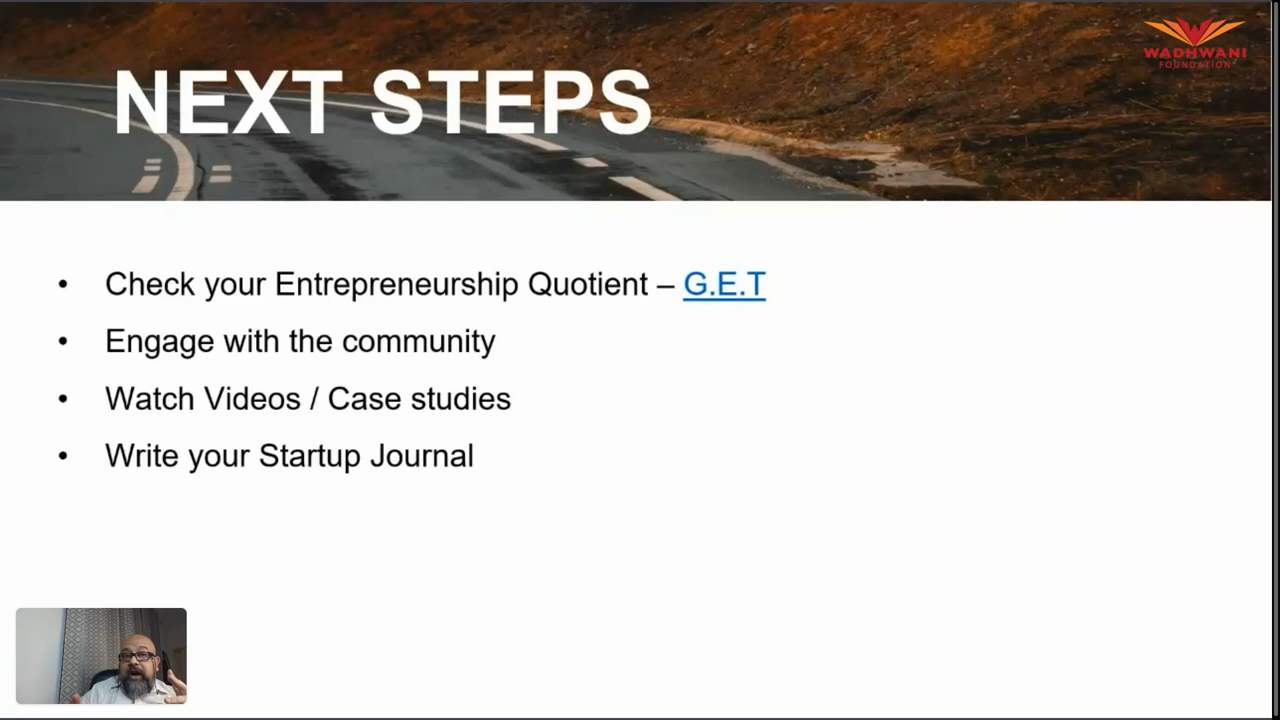 NEXT STEPS
WADHWANI
FOUNDATION
• Check your Entrepreneurship Quotient – G.E.T
• Engage with the community
• Watch Videos / Case studies
• Write your Startup Journal